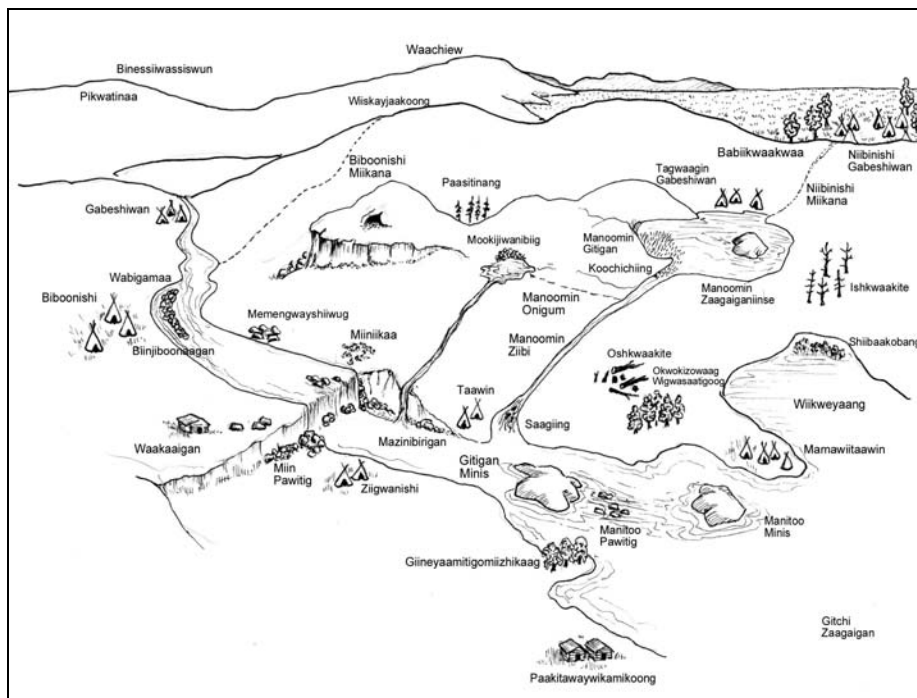 Waachiew
Binessiiwassiswun
Pikwatinaa
Wiiskayjaakoong
Babiikwaakwaa
Niibinishi
Gabeshiwan
Biboonishi
Miikana
Paasitinang
Tagwaagin
Gabeshiwan
Niibinishi
Miikana
Gabeshiwan
Mookijiwanibiig
Manoomin
Gitigan
Koochichiing
Wabigamaa
Manoomin
Zaagaiganiinse
Ishkwaakite
Biboonishi
Manoomin
Onigum
Memengwayshiiwug
Miiniikaa
Manoomin
Ziibi
Biinjiboonaagan
Oshkwaakite
Okwokizowaag
Wigwasaatigoog
Shiibaakobang
Taawin
Wiikweyaang
Waakaaigan
Mazinibirigan
Saagiing
Mamawiitaawin
Miin
Pawitig
Ziigwanishi
Gitigan
Minis
Manitoo
Pawitig
Manitoo
Minis
Giineyaamitigomiizhikaag
Gitchi
Zaagaigan
Paakitawaywikamikoong